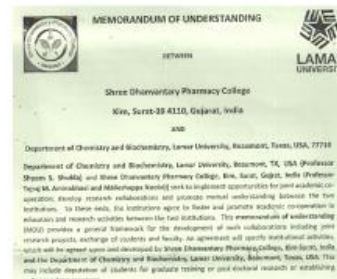 MEMORANDUM OF UNDERSTANDING
LAMAR
UNIVERSI
BETWEEN
Shree Dhanvantary Pharmacy College
Kim, Surat-39 4110, Gujarat, India
AND
Department of Chemistry and Biochemistry, Lamar University, Beaumont, Texas, USA, 77710
Department of Chemistry and Biochemistry, Lamar University, Beaumont, TX, USA (Professor
Shyam S. Shukla) and Shree Dhanvantary Pharmacy College, Kim, Surat, Gujrat, India (Professor
seek to implement opportunities for joint academic co-
operation, develop research collaborations and promote mutual understanding between the two
institutions. To these ends, the institutions agree to foster and promote academic co-operation in
education and research activities between the two institutions. This memorandum of understanding
(MOU) provides a general framework for the development of such collaborations including joint
research projects, exchange of students and faculty. An agreement will specify institutional activities,
which will be agreed upon and developed by Shree Dhanvantary Pharmacy College, Kim-Surat, India
and the Department of Chemistry and Biochemistry, Lamar University, Beaumont, Texas, USA. This
may include deputation of students for graduate training or post doctoral research at establishing